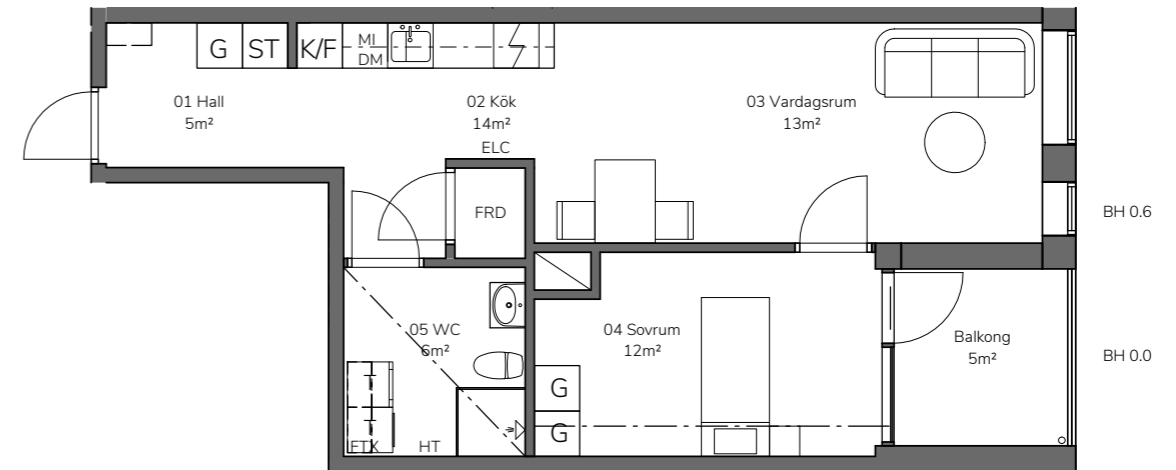 G
ST
K/F
MI
DM
01 Hall
5m²
02 Kök
14m²
ELC
03 Vardagsrum
13m²
FRD
BH 0.6
05 WC
6m²
04 Sovrum
12m²
Balkong
5m²
BH 0.0
G
G
FTX
HT